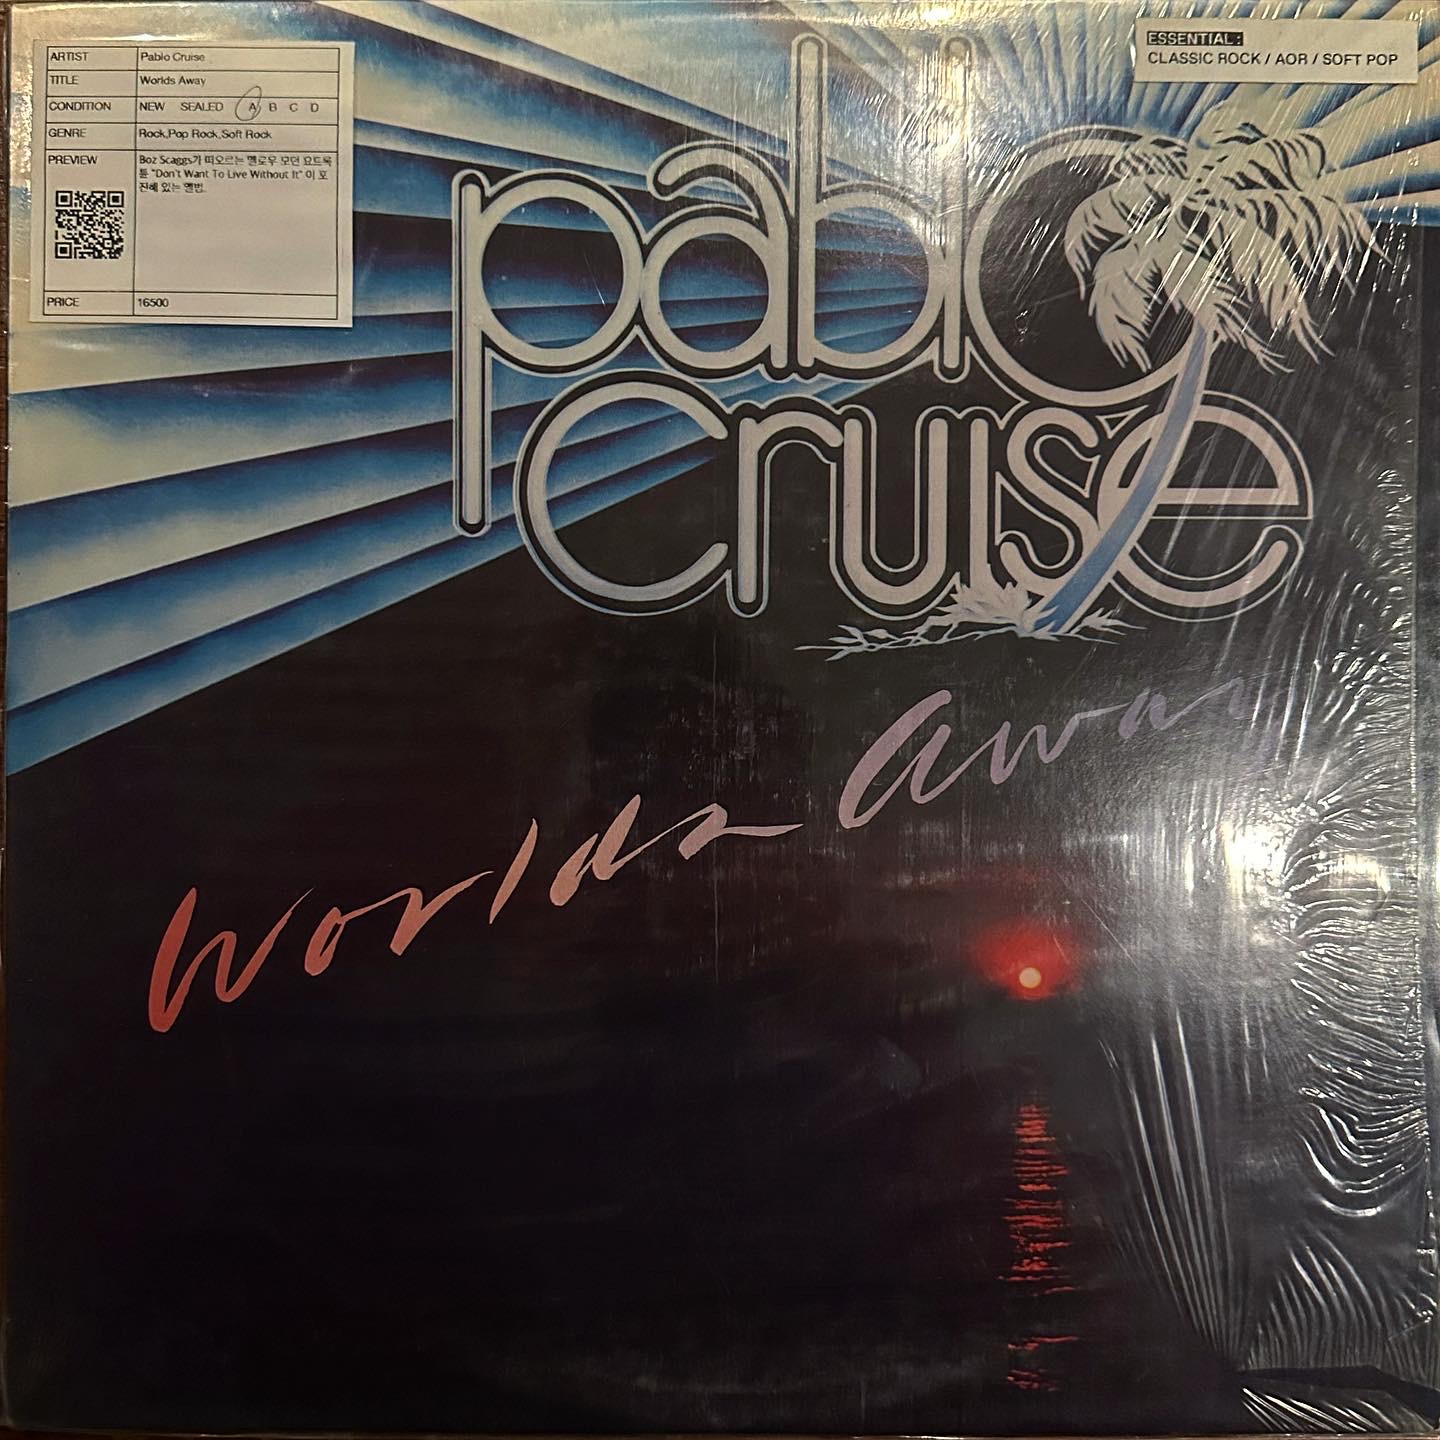 ARTIST Pablo Cruise
TITLE Worlds Away
CONDITION NEW SEALED A B C D
GENRE Rock,Pop Rock,Soft Rock
PREVIEW Boz Scaggs가 떠오르는 멜로우 모던 요트록
튠 "Don't Want To Live Without It" 이 포
진해 있는 앨범.
PRICE 16500
ESSENTIAL :
CLASSIC ROCK / AOR / SOFT POP
pablo
cruise
Worlds Away